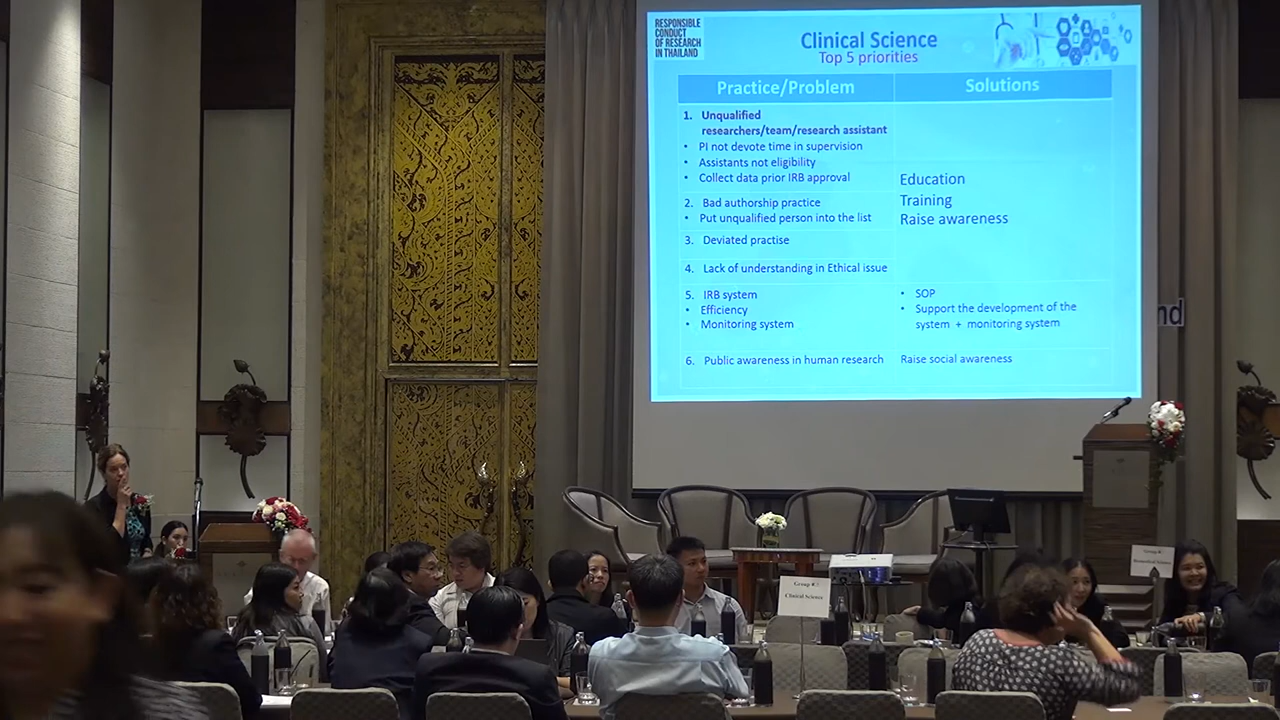 RESPONSIBLE
CONDUCT
OF RESEARCH
IN THAILAND
Clinical Science
Top 5 priorities
Practice/Problem
Solutions
1. Unqualified
researchers/team/research assistant
• PI not devote time in supervision
• Assistants not eligibility
• Collect data prior IRB approval
2. Bad authorship practice
• Put unqualified person into the list
3. Deviated practise
4. Lack of understanding in Ethical issue
Education
Training
Raise awareness
5. IRB system
• Efficiency
• Monitoring system
• SOP
• Support the development of the
system + monitoring system
6. Public awareness in human research
Raise social awareness
nd
Clinical Science